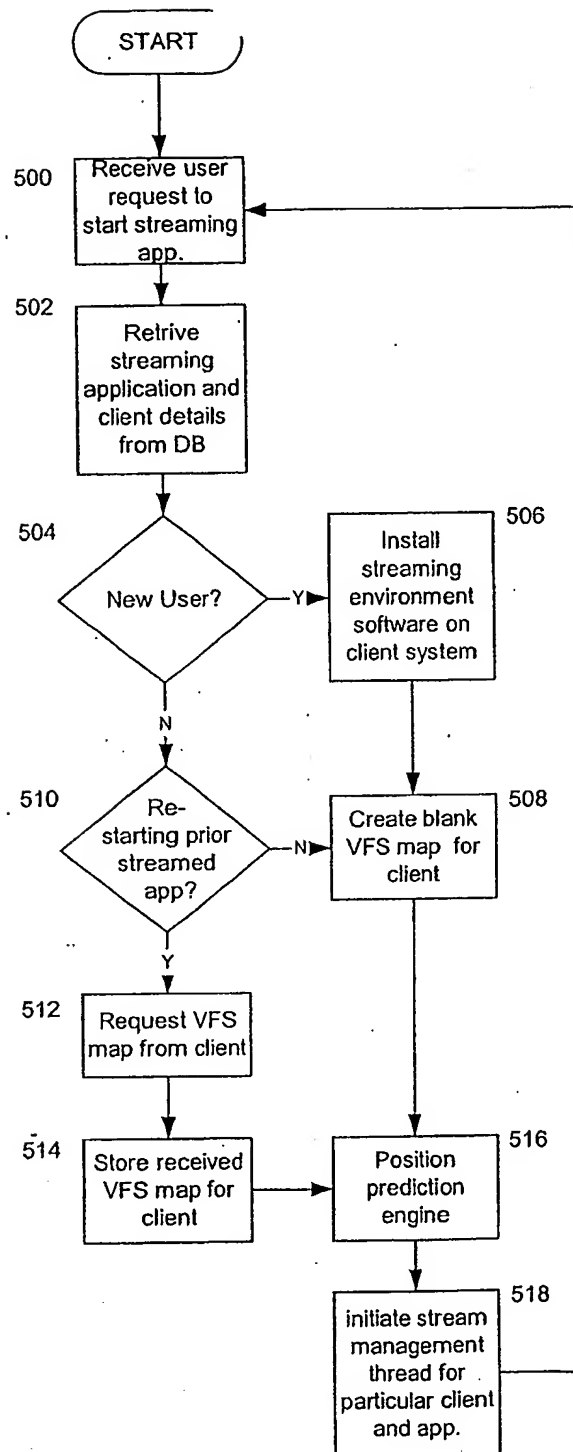 START
500
Receive user
request to
start streaming
app.
502
Retrive
streaming
application and
client details
from DB
504
New User?
Y
506
Install
streaming
environment
software on
client system
N
510
Re-
starting prior
streamed
app?
N
508
Create blank
VFS map for
client
Y
512
Request VFS
map from client
514
Store received
VFS map for
client
516
Position
prediction
engine
518
initiate stream
management
thread for
particular client
and app.